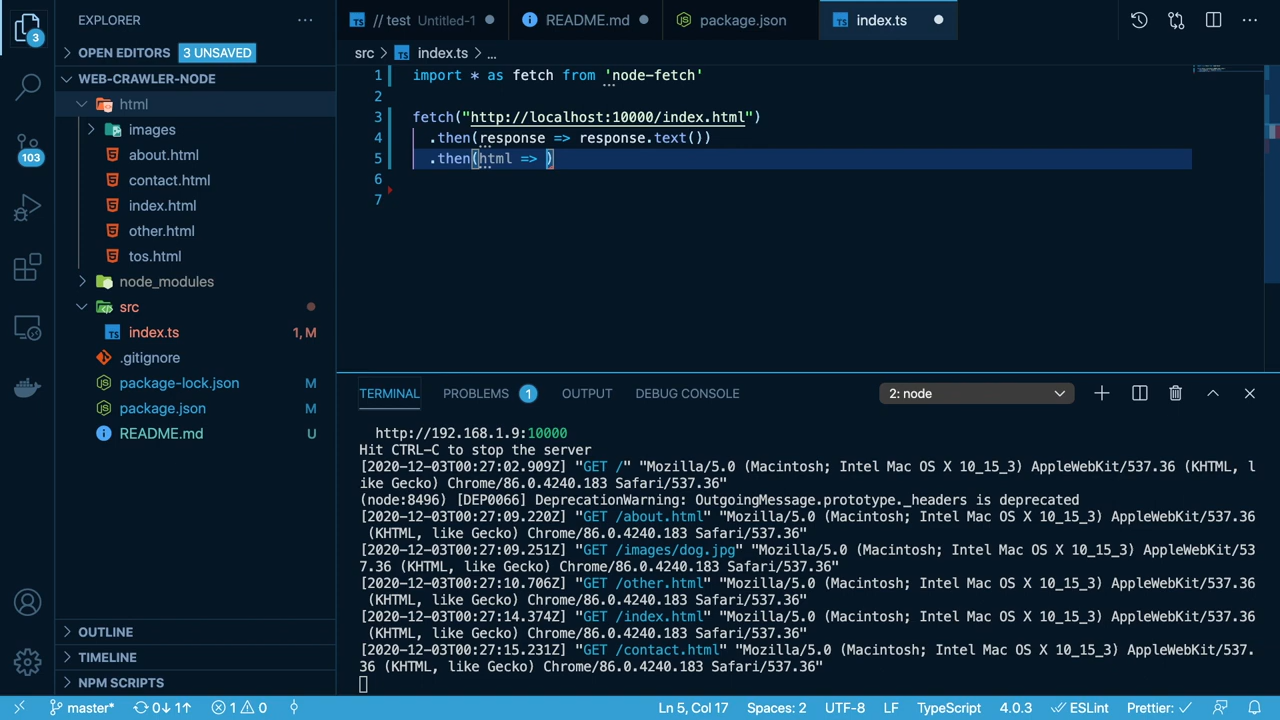 EXPLORER
// test Untitled-1
README.md
package.json
index.ts
OPEN EDITORS 3 UNSAVED
WEB-CRAWLER-NODE
html
images
about.html
contact.html
index.html
other.html
tos.html
node_modules
src
index.ts 1, M
.gitignore
package-lock.json M
package.json M
README.md U
OUTLINE
TIMELINE
NPM SCRIPTS
3
103
src > index.ts > ...
1 import * as fetch from 'node-fetch'
2
3 fetch("http://localhost:10000/index.html")
4 .then(response => response.text())
5 .then(html => )
6
7
TERMINAL PROBLEMS 1 OUTPUT DEBUG CONSOLE 2: node
http://192.168.1.9:10000
Hit CTRL-C to stop the server
[2020-12-03T00:27:02.909Z] "GET /" "Mozilla/5.0 (Macintosh; Intel Mac OS X 10_15_3) AppleWebKit/537.36 (KHTML, l
ike Gecko) Chrome/86.0.4240.183 Safari/537.36"
(node:8496) [DEP0066] DeprecationWarning: OutgoingMessage.prototype._headers is deprecated
[2020-12-03T00:27:09.220Z] "GET /about.html" "Mozilla/5.0 (Macintosh; Intel Mac OS X 10_15_3) AppleWebKit/537.36
(KHTML, like Gecko) Chrome/86.0.4240.183 Safari/537.36"
[2020-12-03T00:27:09.251Z] "GET /images/dog.jpg" "Mozilla/5.0 (Macintosh; Intel Mac OS X 10_15_3) AppleWebKit/53
7.36 (KHTML, like Gecko) Chrome/86.0.4240.183 Safari/537.36"
[2020-12-03T00:27:10.706Z] "GET /other.html" "Mozilla/5.0 (Macintosh; Intel Mac OS X 10_15_3) AppleWebKit/537.36
(KHTML, like Gecko) Chrome/86.0.4240.183 Safari/537.36"
[2020-12-03T00:27:14.374Z] "GET /index.html" "Mozilla/5.0 (Macintosh; Intel Mac OS X 10_15_3) AppleWebKit/537.36
(KHTML, like Gecko) Chrome/86.0.4240.183 Safari/537.36"
[2020-12-03T00:27:15.231Z] "GET /contact.html" "Mozilla/5.0 (Macintosh; Intel Mac OS X 10_15_3) AppleWebKit/537.
36 (KHTML, like Gecko) Chrome/86.0.4240.183 Safari/537.36"
master* 0↓ 1↑ 1 0 Ln 5, Col 17 Spaces: 2 UTF-8 LF TypeScript 4.0.3 ESLint Prettier: ✓